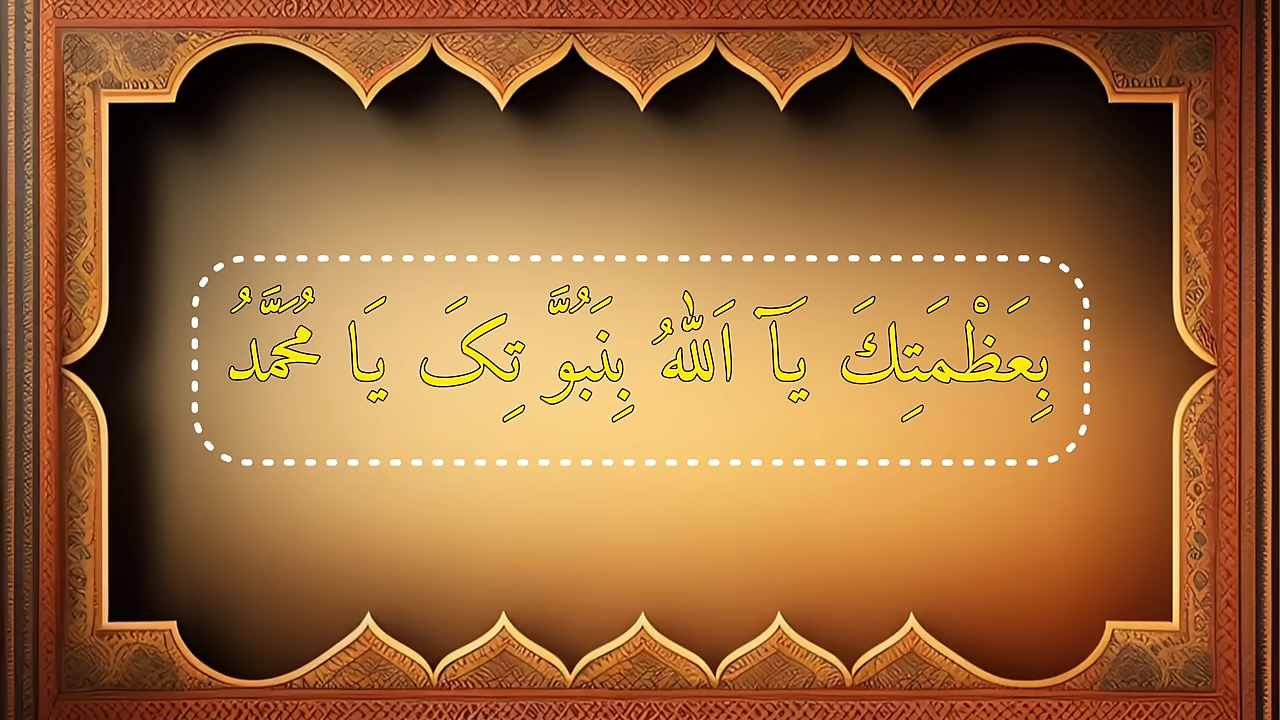 بِعَظْمَتِكَ يَآ اَللّٰهُ بِنَبُوَّ تِکَ يَا مُحَمَّدُ